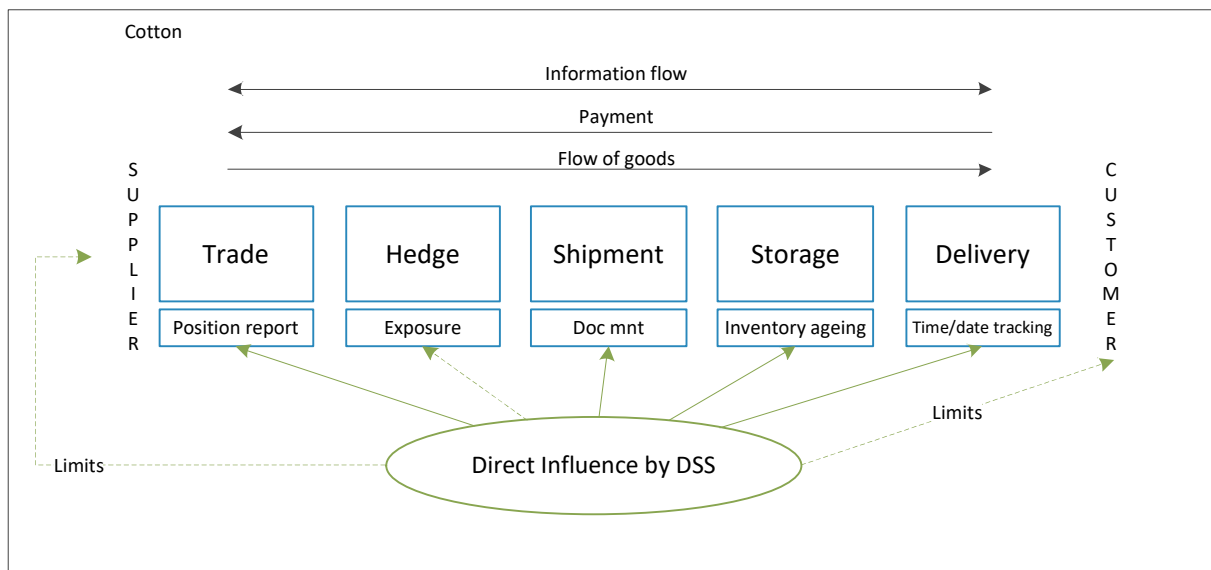 Cotton
Information flow
Payment
Flow of goods
SUPPLIER
CUSTOMER
Trade
Hedge
Shipment
Storage
Delivery
Position report
Exposure
Doc mnt
Inventory ageing
Time/date tracking
Limits
Limits
Direct Influence by DSS